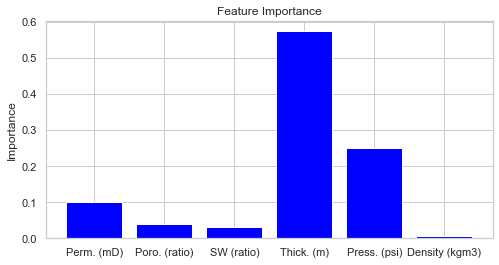 Feature Importance
0.6
0.5
0.4
0.3
0.2
0.1
0.0
Importance
Perm. (mD) Poro. (ratio) SW (ratio) Thick. (m) Press. (psi) Density (kgm3)